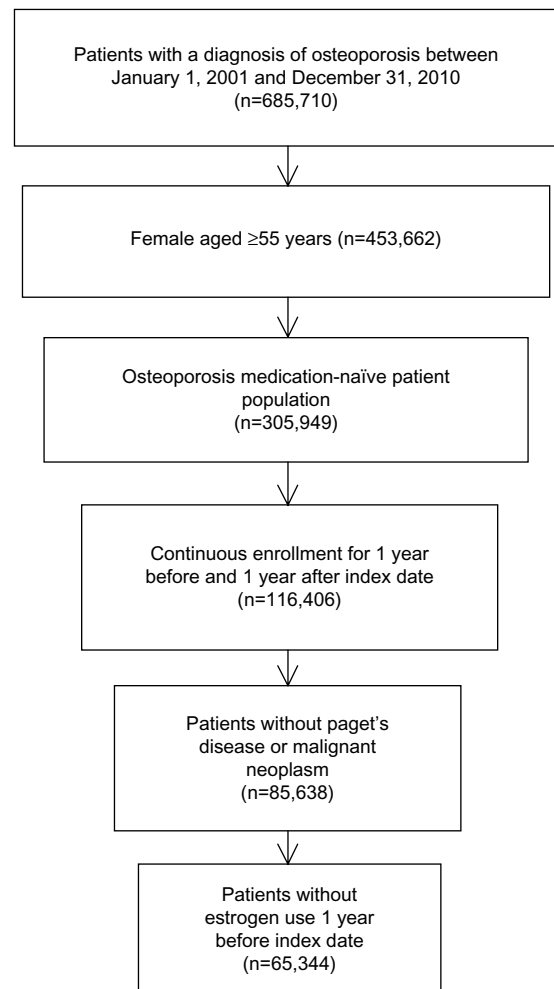 Patients with a diagnosis of osteoporosis between
January 1, 2001 and December 31, 2010
(n=685,710)
Female aged ≥55 years (n=453,662)
Osteoporosis medication-naïve patient
population
(n=305,949)
Continuous enrollment for 1 year
before and 1 year after index date
(n=116,406)
Patients without paget's
disease or malignant
neoplasm
(n=85,638)
Patients without
estrogen use 1 year
before index date
(n=65,344)